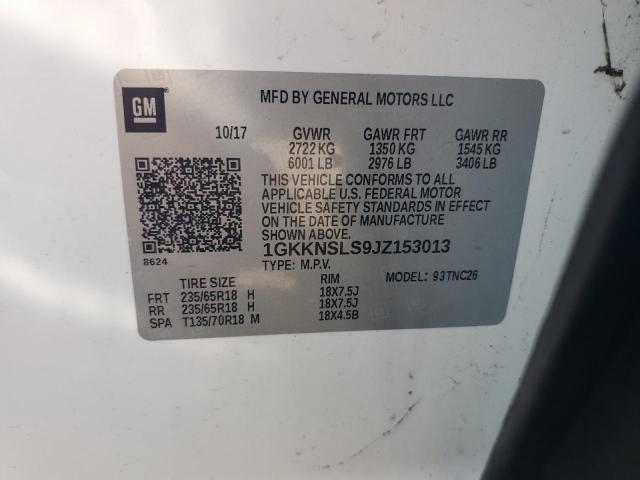 GM
MFD BY GENERAL MOTORS LLC
10/17 GVWR GAWR FRT GAWR RR
2722 KG 1350 KG 1545 KG
6001 LB 2976 LB 3406 LB
THIS VEHICLE CONFORMS TO ALL
APPLICABLE U.S. FEDERAL MOTOR
VEHICLE SAFETY STANDARDS IN EFFECT
ON THE DATE OF MANUFACTURE
SHOWN ABOVE.
1GKKNSLS9JZ153013
8624
TYPE: M.P.V. MODEL: 93TNC26
TIRE SIZE RIM
FRT 235/65R18 H 18X7.5J
RR 235/65R18 H 18X7.5J
SPA T135/70R18 M 18X4.5B